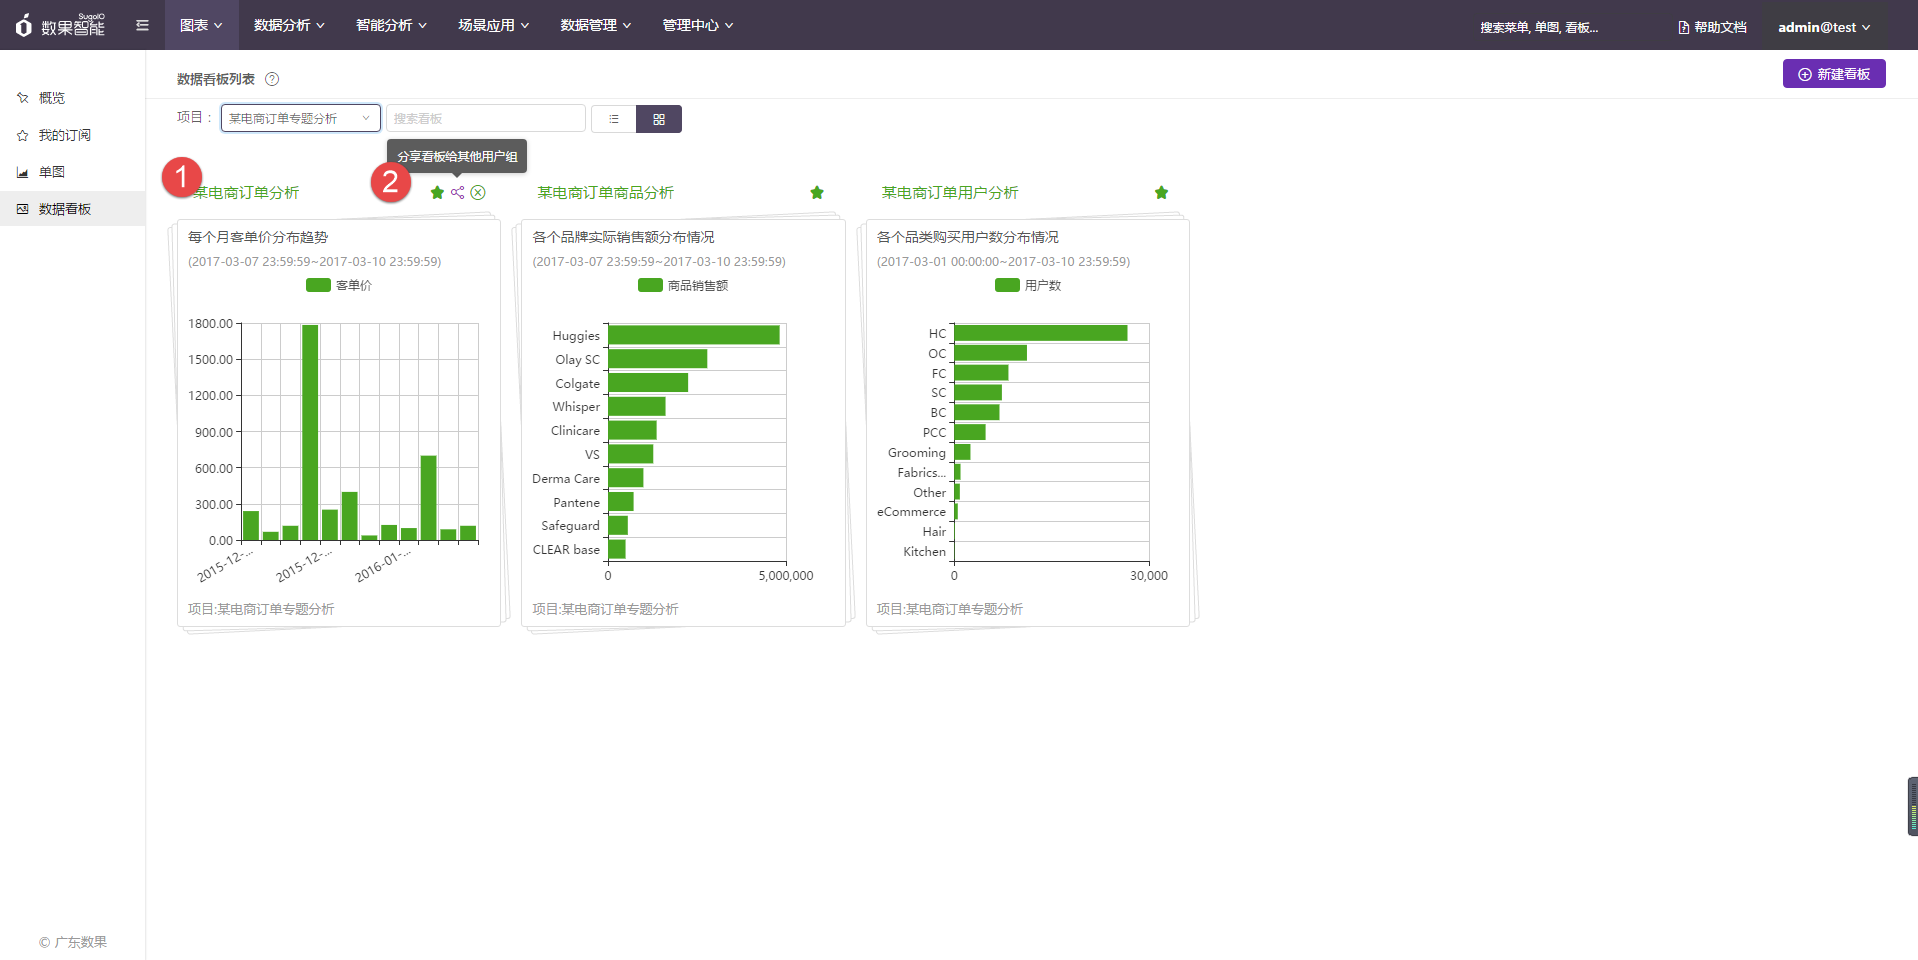 SugoIO
数果智能
图表
数据分析
智能分析
场景应用
数据管理
管理中心
搜索菜单, 单图, 看板...
帮助文档
admin@test
概览
我的订阅
单图
数据看板
© 广东数果
数据看板列表
新建看板
项目：
某电商订单专题分析
搜索看板
分享看板给其他用户组
1
某电商订单分析
2
每个月客单价分布趋势
(2017-03-07 23:59:59~2017-03-10 23:59:59)
客单价
1800.00
1500.00
1200.00
900.00
600.00
300.00
0.00
2015-12-...
2015-12-...
2016-01-...
项目:某电商订单专题分析
某电商订单商品分析
各个品牌实际销售额分布情况
(2017-03-07 23:59:59~2017-03-10 23:59:59)
商品销售额
Huggies
Olay SC
Colgate
Whisper
Clinicare
VS
Derma Care
Pantene
Safeguard
CLEAR base
0
5,000,000
项目:某电商订单专题分析
某电商订单用户分析
各个品类购买用户数分布情况
(2017-03-01 00:00:00~2017-03-10 23:59:59)
用户数
HC
OC
FC
SC
BC
PCC
Grooming
Fabrics...
Other
eCommerce
Hair
Kitchen
0
30,000
项目:某电商订单专题分析